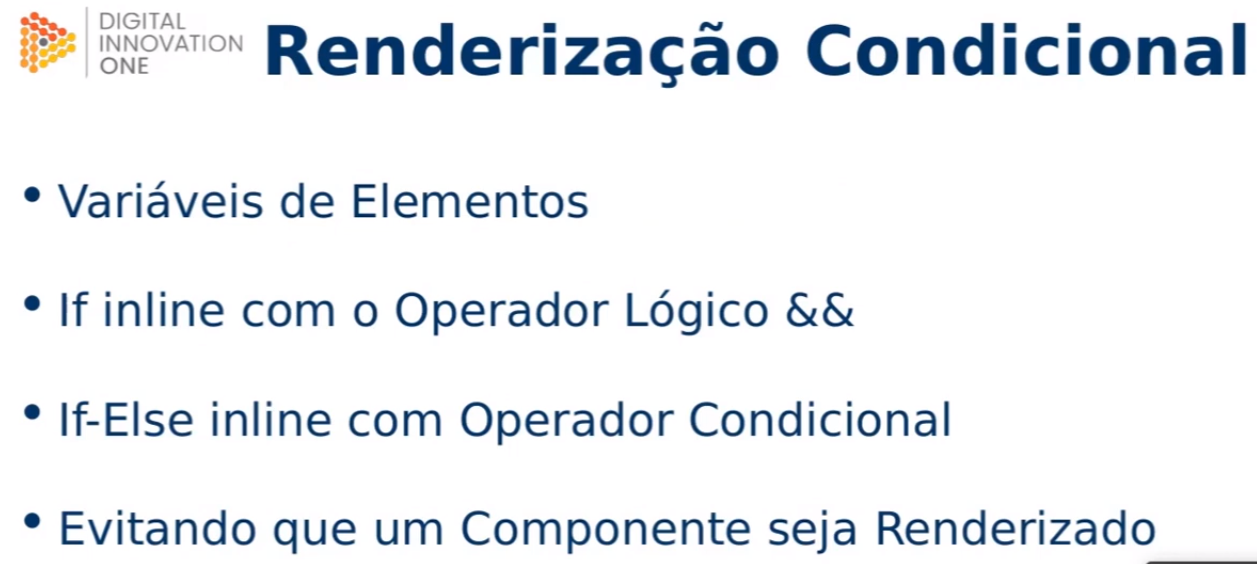 DIGITAL
INNOVATION
ONE
Renderização Condicional
• Variáveis de Elementos
• If inline com o Operador Lógico &&
• If-Else inline com Operador Condicional
• Evitando que um Componente seja Renderizado